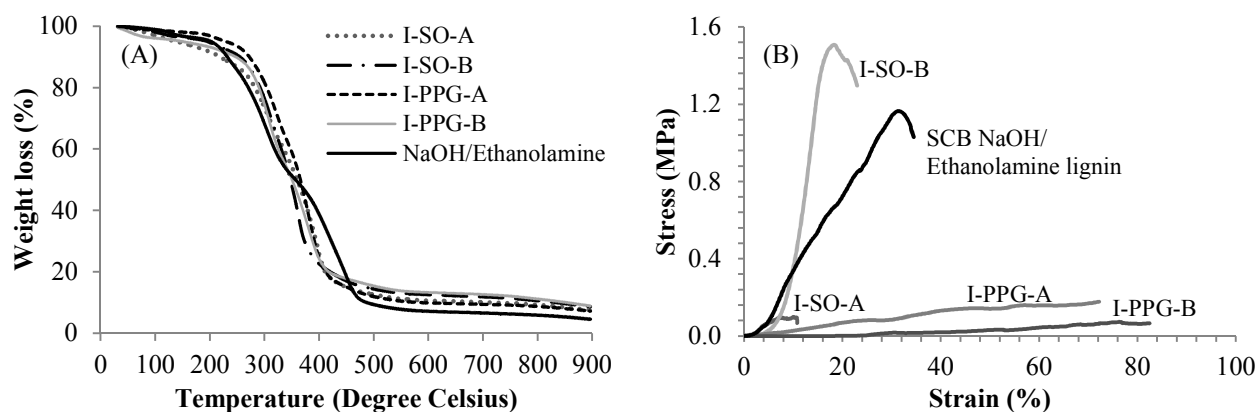 (A)
I-SO-A
I-SO-B
I-PPG-A
I-PPG-B
NaOH/Ethanolamine
Weight loss (%)
100
80
60
40
20
0
0 100 200 300 400 500 600 700 800 900
Temperature (Degree Celsius)
(B)
I-SO-B
SCB NaOH/
Ethanolamine lignin
I-SO-A
I-PPG-A
I-PPG-B
Stress (MPa)
1.6
1.2
0.8
0.4
0.0
0 20 40 60 80 100
Strain (%)